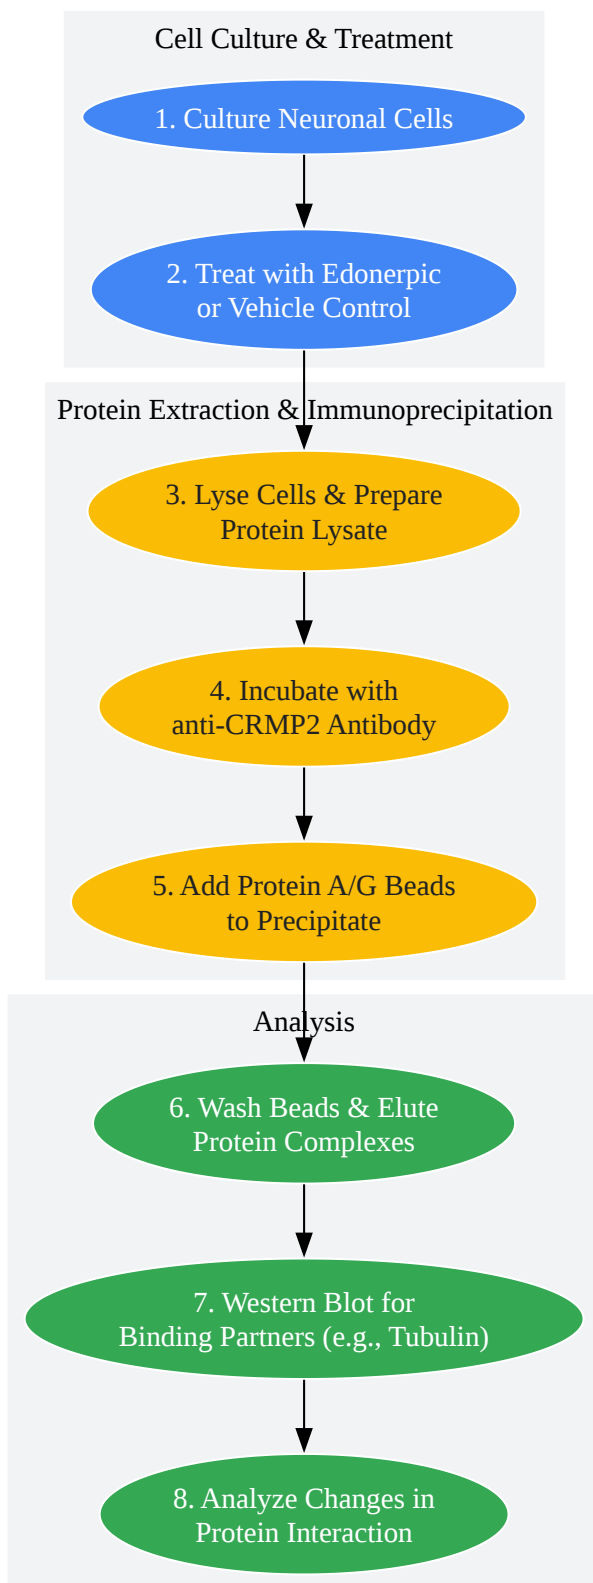 Cell Culture & Treatment
1. Culture Neuronal Cells
2. Treat with Edonerpic
or Vehicle Control
Protein Extraction & Immunoprecipitation
3. Lyse Cells & Prepare
Protein Lysate
4. Incubate with
anti-CRMP2 Antibody
5. Add Protein A/G Beads
to Precipitate
Analysis
6. Wash Beads & Elute
Protein Complexes
7. Western Blot for
Binding Partners (e.g., Tubulin)
8. Analyze Changes in
Protein Interaction